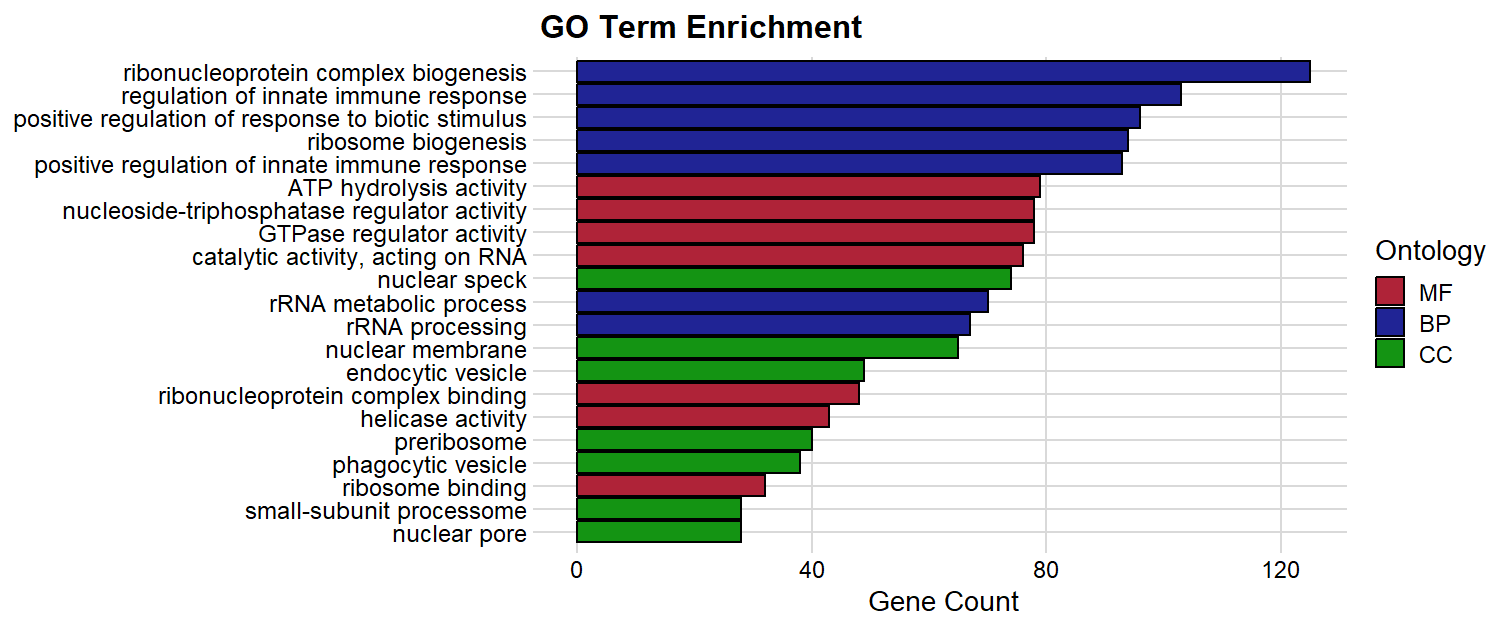 GO Term Enrichment
ribonucleoprotein complex biogenesis
regulation of innate immune response
positive regulation of response to biotic stimulus
ribosome biogenesis
positive regulation of innate immune response
ATP hydrolysis activity
nucleoside-triphosphatase regulator activity
GTPase regulator activity
catalytic activity, acting on RNA
nuclear speck
rRNA metabolic process
rRNA processing
nuclear membrane
endocytic vesicle
ribonucleoprotein complex binding
helicase activity
preribosome
phagocytic vesicle
ribosome binding
small-subunit processome
nuclear pore
0 40 80 120
Gene Count
Ontology
MF
BP
CC